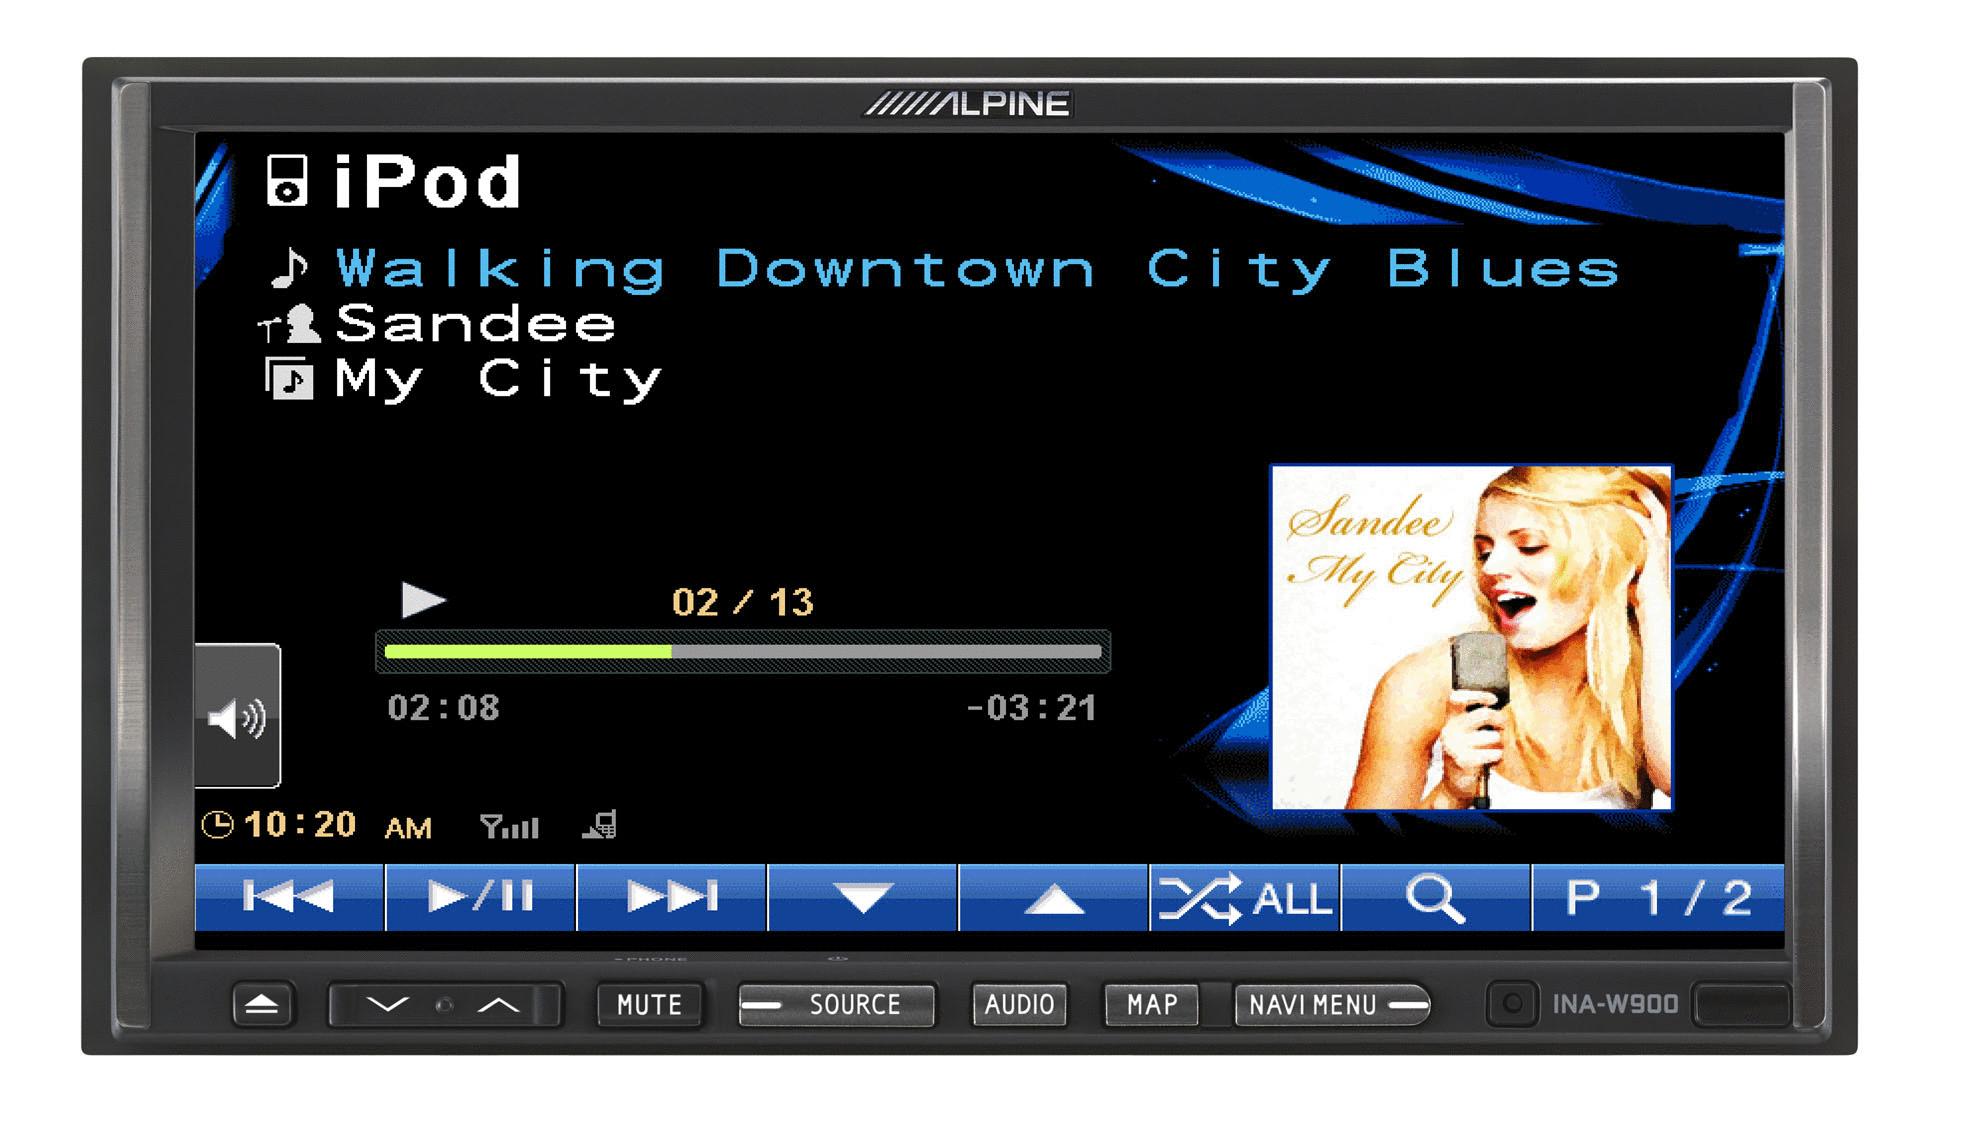 ALPINE
iPod
Walking Downtown City Blues
Sandee
My City
Sandee
My City
02 / 13
02:08 -03:21
10:20 AM
ALL P 1/2
PHONE
MUTE SOURCE AUDIO MAP NAVI MENU INA-W900